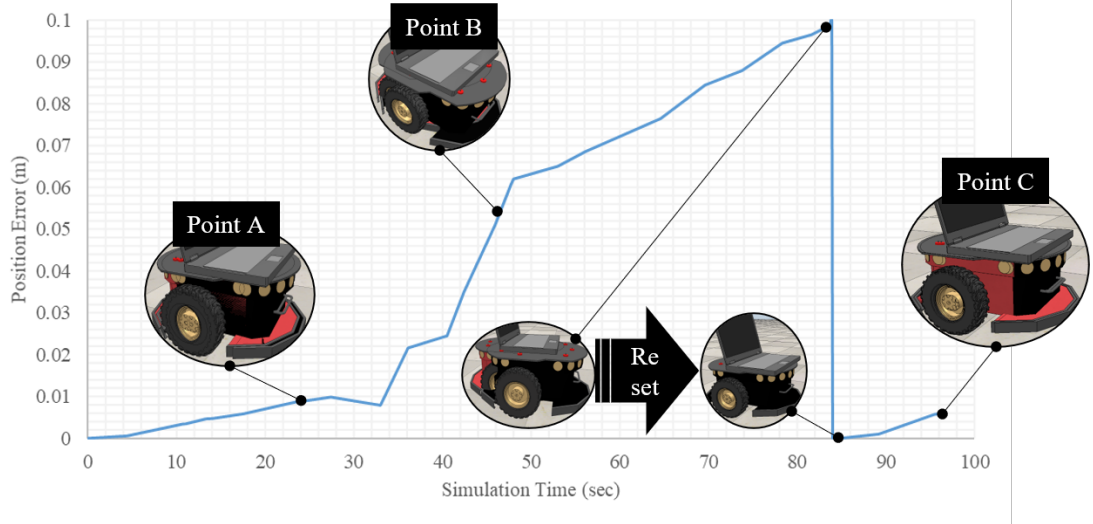 0.1
0.09
0.08
0.07
0.06
0.05
0.04
0.03
0.02
0.01
0
Position Error (m)
Point A
Point B
Re
set
Point C
0 10 20 30 40 50 60 70 80 90 100
Simulation Time (sec)